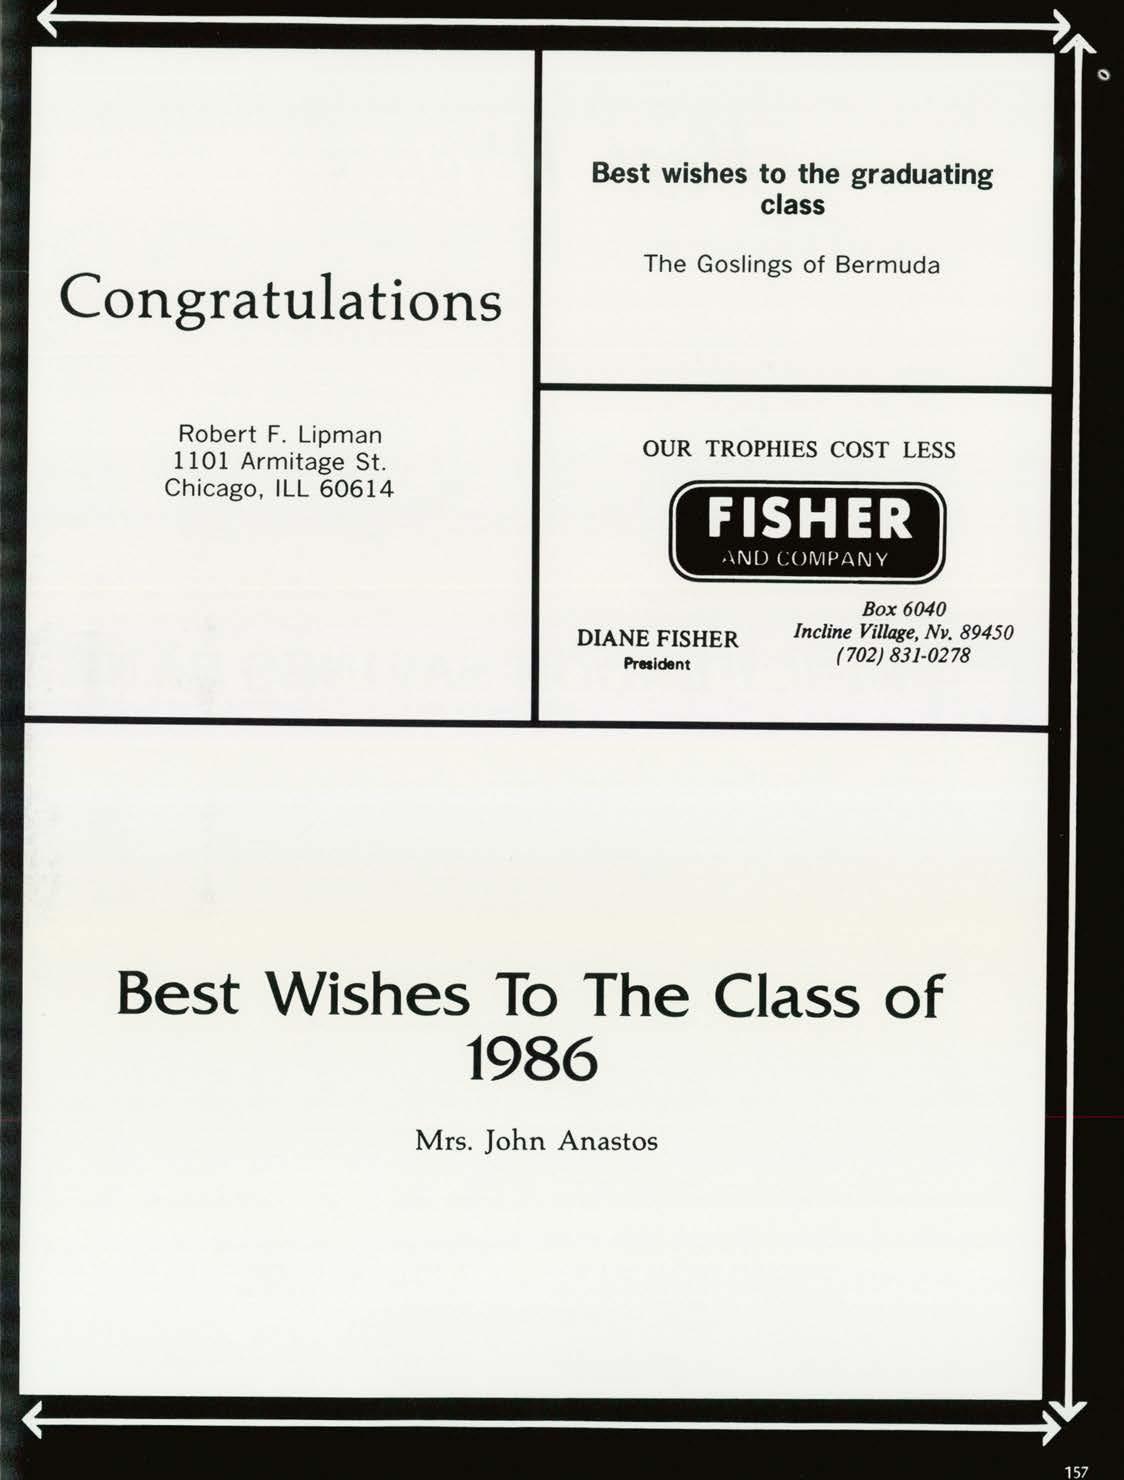 Congratulations
Robert F. Lipman
1101 Armitage St.
Chicago, ILL 60614
Best wishes to the graduating
class
The Goslings of Bermuda
OUR TROPHIES COST LESS
FISHER
AND COMPANY
DIANE FISHER
President
Box 6040
Incline Village, Nv. 89450
(702) 831-0278
Best Wishes To The Class of
1986
Mrs. John Anastos
157